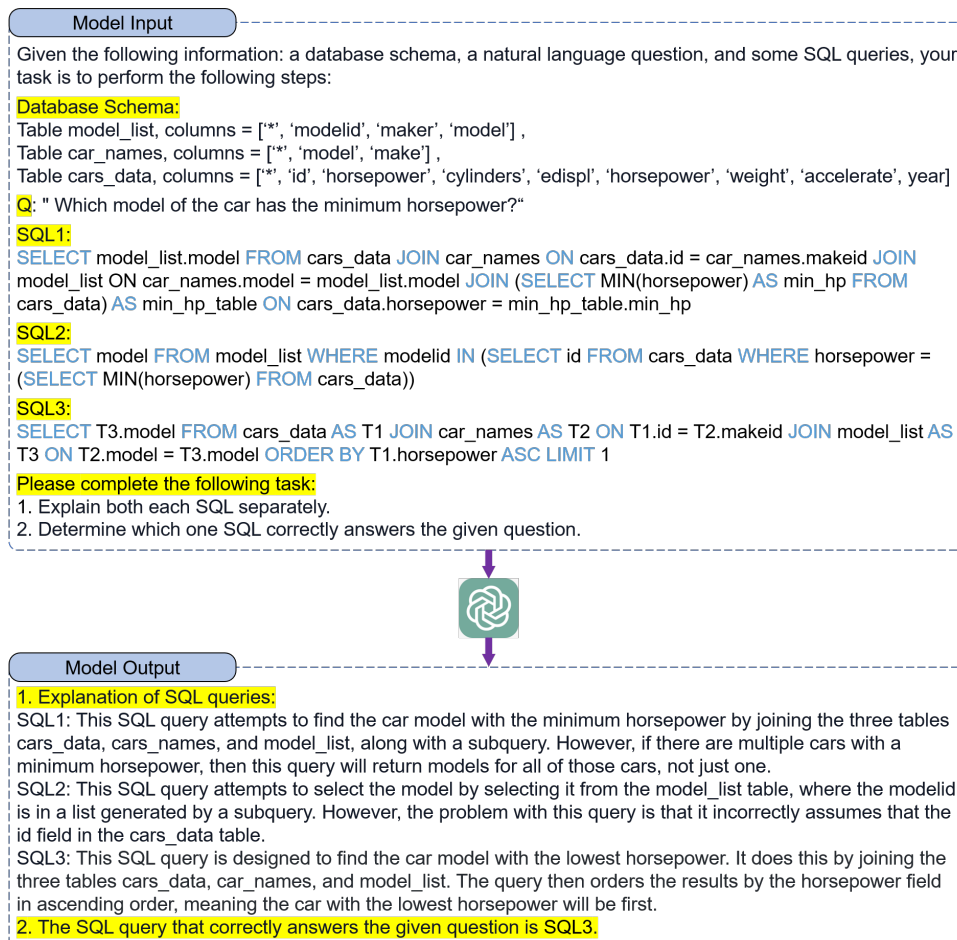 Model Input
Given the following information: a database schema, a natural language question, and some SQL queries, your
task is to perform the following steps:
Database Schema:
Table model_list, columns = [‘*’, ‘modelid’, ‘maker’, ‘model’] ,
Table car_names, columns = [‘*’, ‘model’, ‘make’] ,
Table cars_data, columns = [‘*’, ‘id’, ‘horsepower’, ‘cylinders’, ‘edispl’, ‘horsepower’, ‘weight’, ‘accelerate’, year]
Q: " Which model of the car has the minimum horsepower?“
SQL1:
SELECT model_list.model FROM cars_data JOIN car_names ON cars_data.id = car_names.makeid JOIN
model_list ON car_names.model = model_list.model JOIN (SELECT MIN(horsepower) AS min_hp FROM
cars_data) AS min_hp_table ON cars_data.horsepower = min_hp_table.min_hp
SQL2:
SELECT model FROM model_list WHERE modelid IN (SELECT id FROM cars_data WHERE horsepower =
(SELECT MIN(horsepower) FROM cars_data))
SQL3:
SELECT T3.model FROM cars_data AS T1 JOIN car_names AS T2 ON T1.id = T2.makeid JOIN model_list AS
T3 ON T2.model = T3.model ORDER BY T1.horsepower ASC LIMIT 1
Please complete the following task:
1. Explain both each SQL separately.
2. Determine which one SQL correctly answers the given question.
Model Output
1. Explanation of SQL queries:
SQL1: This SQL query attempts to find the car model with the minimum horsepower by joining the three tables
cars_data, cars_names, and model_list, along with a subquery. However, if there are multiple cars with a
minimum horsepower, then this query will return models for all of those cars, not just one.
SQL2: This SQL query attempts to select the model by selecting it from the model_list table, where the modelid
is in a list generated by a subquery. However, the problem with this query is that it incorrectly assumes that the
id field in the cars_data table.
SQL3: This SQL query is designed to find the car model with the lowest horsepower. It does this by joining the
three tables cars_data, car_names, and model_list. The query then orders the results by the horsepower field
in ascending order, meaning the car with the lowest horsepower will be first.
2. The SQL query that correctly answers the given question is SQL3.